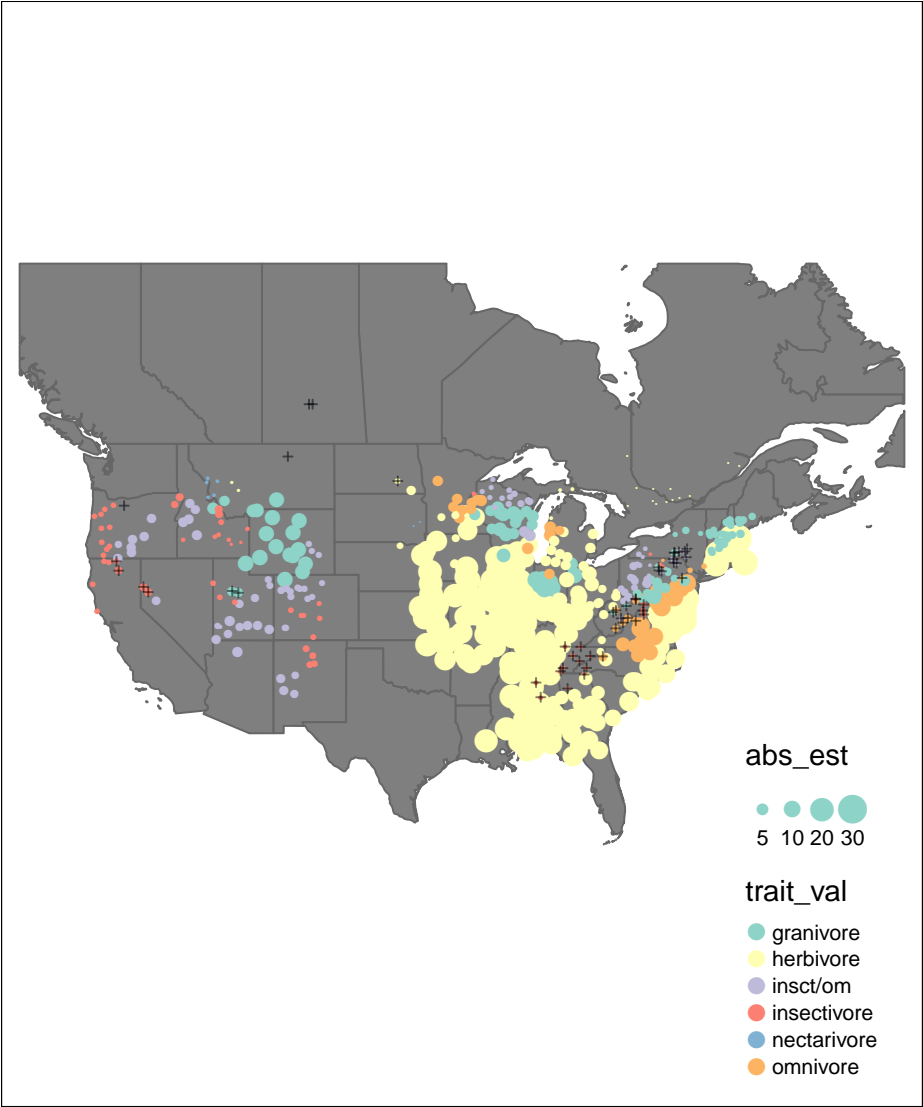 abs_est
5 10 20 30
trait_val
granivore
herbivore
insct/om
insectivore
nectarivore
omnivore